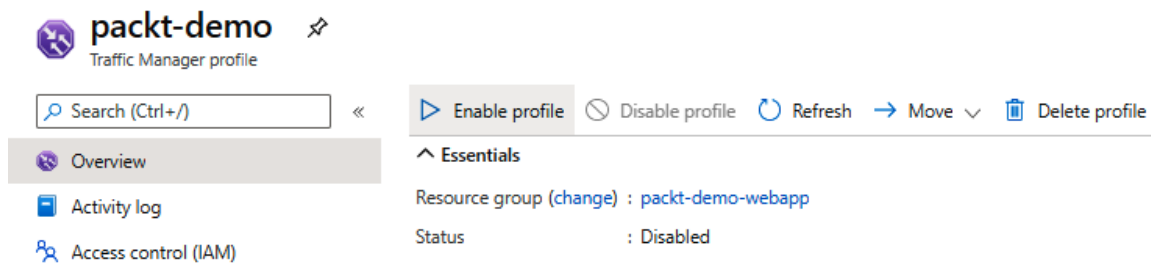 packt-demo
Traffic Manager profile
Search (Ctrl+/)
«
Enable profile Disable profile Refresh Move Delete profile
Essentials
Resource group (change) : packt-demo-webapp
Status : Disabled
Overview
Activity log
Access control (IAM)